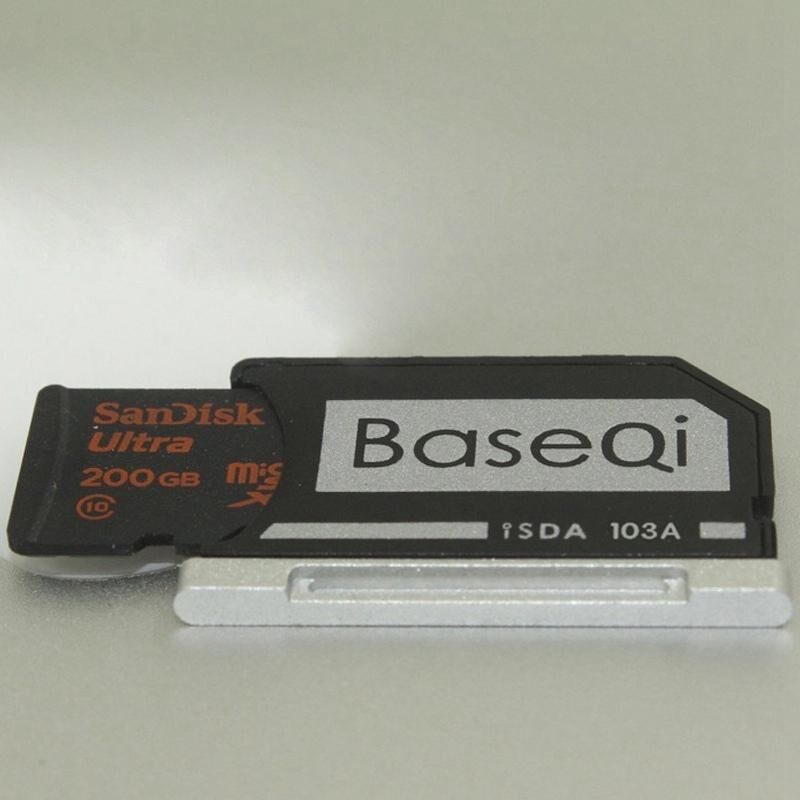 SanDisk
Ultra
200GB
10
BaseQi
iSDA 103A